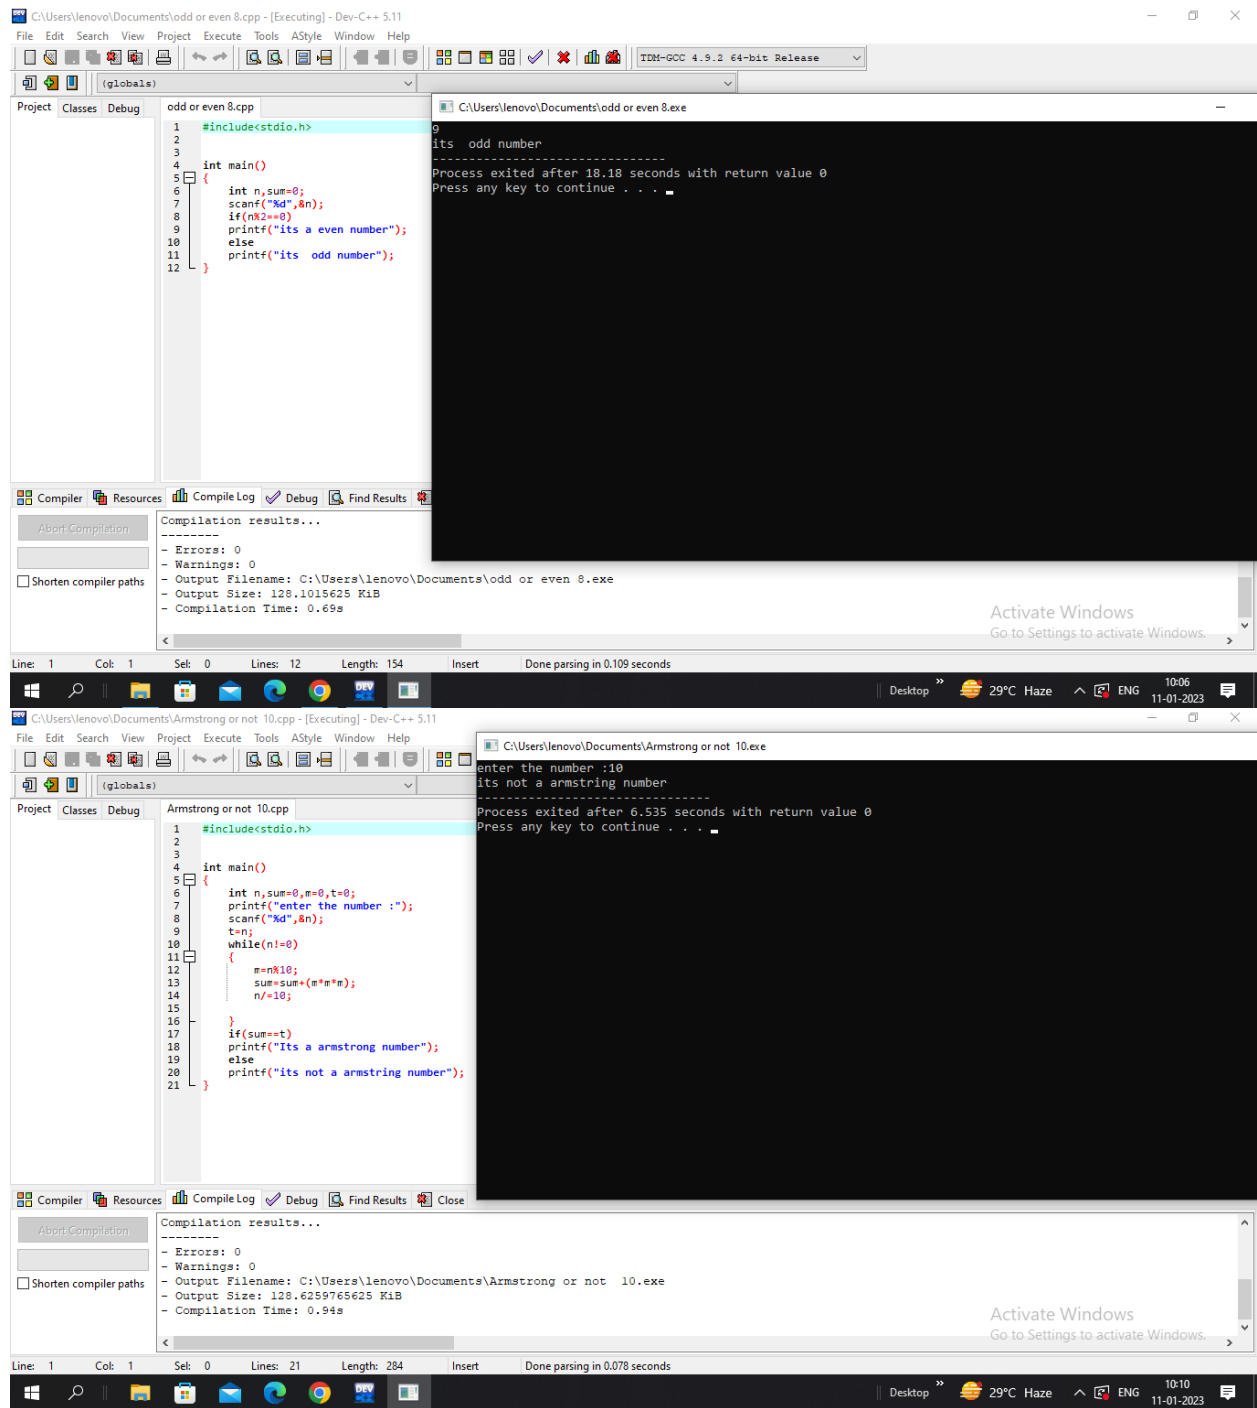 C:\Users\lenovo\Documents\odd or even 8.cpp - [Executing] - Dev-C++ 5.11
File Edit Search View Project Execute Tools AStyle Window Help
TDM-GCC 4.9.2 64-bit Release
(globals)
Project Classes Debug
odd or even 8.cpp
1 #include<stdio.h>
2
3
4 int main()
5 {
6 int n,sum=0;
7 scanf("%d",&n);
8 if(n%2==0)
9 printf("its a even number");
10 else
11 printf("its  odd number");
12 }
C:\Users\lenovo\Documents\odd or even 8.exe
9
its  odd number
--------------------------------
Process exited after 18.18 seconds with return value 0
Press any key to continue . . .
Compiler Resources Compile Log Debug Find Results
Abort Compilation
Shorten compiler paths
Compilation results...
--------
- Errors: 0
- Warnings: 0
- Output Filename: C:\Users\lenovo\Documents\odd or even 8.exe
- Output Size: 128.1015625 KiB
- Compilation Time: 0.69s
Activate Windows
Go to Settings to activate Windows.
Line: 1 Col: 1 Sel: 0 Lines: 12 Length: 154 Insert Done parsing in 0.109 seconds
DEV
Desktop » 29°C Haze ENG 10:06
11-01-2023
C:\Users\lenovo\Documents\Armstrong or not  10.cpp - [Executing] - Dev-C++ 5.11
File Edit Search View Project Execute Tools AStyle Window Help
(globals)
Project Classes Debug
Armstrong or not  10.cpp
1 #include<stdio.h>
2
3
4 int main()
5 {
6 int n,sum=0,m=0,t=0;
7 printf("enter the number :");
8 scanf("%d",&n);
9 t=n;
10 while(n!=0)
11 {
12 m=n%10;
13 sum=sum+(m*m*m);
14 n/=10;
15
16 }
17 if(sum==t)
18 printf("Its a armstrong number");
19 else
20 printf("its not a armstring number");
21 }
C:\Users\lenovo\Documents\Armstrong or not  10.exe
enter the number :10
its not a armstring number
--------------------------------
Process exited after 6.535 seconds with return value 0
Press any key to continue . . .
Compiler Resources Compile Log Debug Find Results Close
Abort Compilation
Shorten compiler paths
Compilation results...
--------
- Errors: 0
- Warnings: 0
- Output Filename: C:\Users\lenovo\Documents\Armstrong or not  10.exe
- Output Size: 128.6259765625 KiB
- Compilation Time: 0.94s
Activate Windows
Go to Settings to activate Windows.
Line: 1 Col: 1 Sel: 0 Lines: 21 Length: 284 Insert Done parsing in 0.078 seconds
DEV
Desktop » 29°C Haze ENG 10:10
11-01-2023